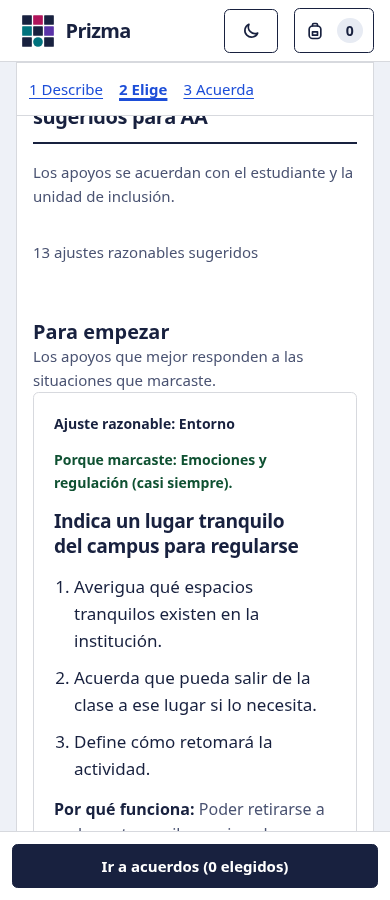 Prizma
0
1 Describe 2 Elige 3 Acuerda
sugeridos para AA
Los apoyos se acuerdan con el estudiante y la
unidad de inclusión.
13 ajustes razonables sugeridos
Para empezar
Los apoyos que mejor responden a las
situaciones que marcaste.
Ajuste razonable: Entorno
Porque marcaste: Emociones y
regulación (casi siempre).
Indica un lugar tranquilo
del campus para regularse
1. Averigua qué espacios
tranquilos existen en la
institución.
2. Acuerda que pueda salir de la
clase a ese lugar si lo necesita.
3. Define cómo retomará la
actividad.
Por qué funciona: Poder retirarse a
Ir a acuerdos (0 elegidos)